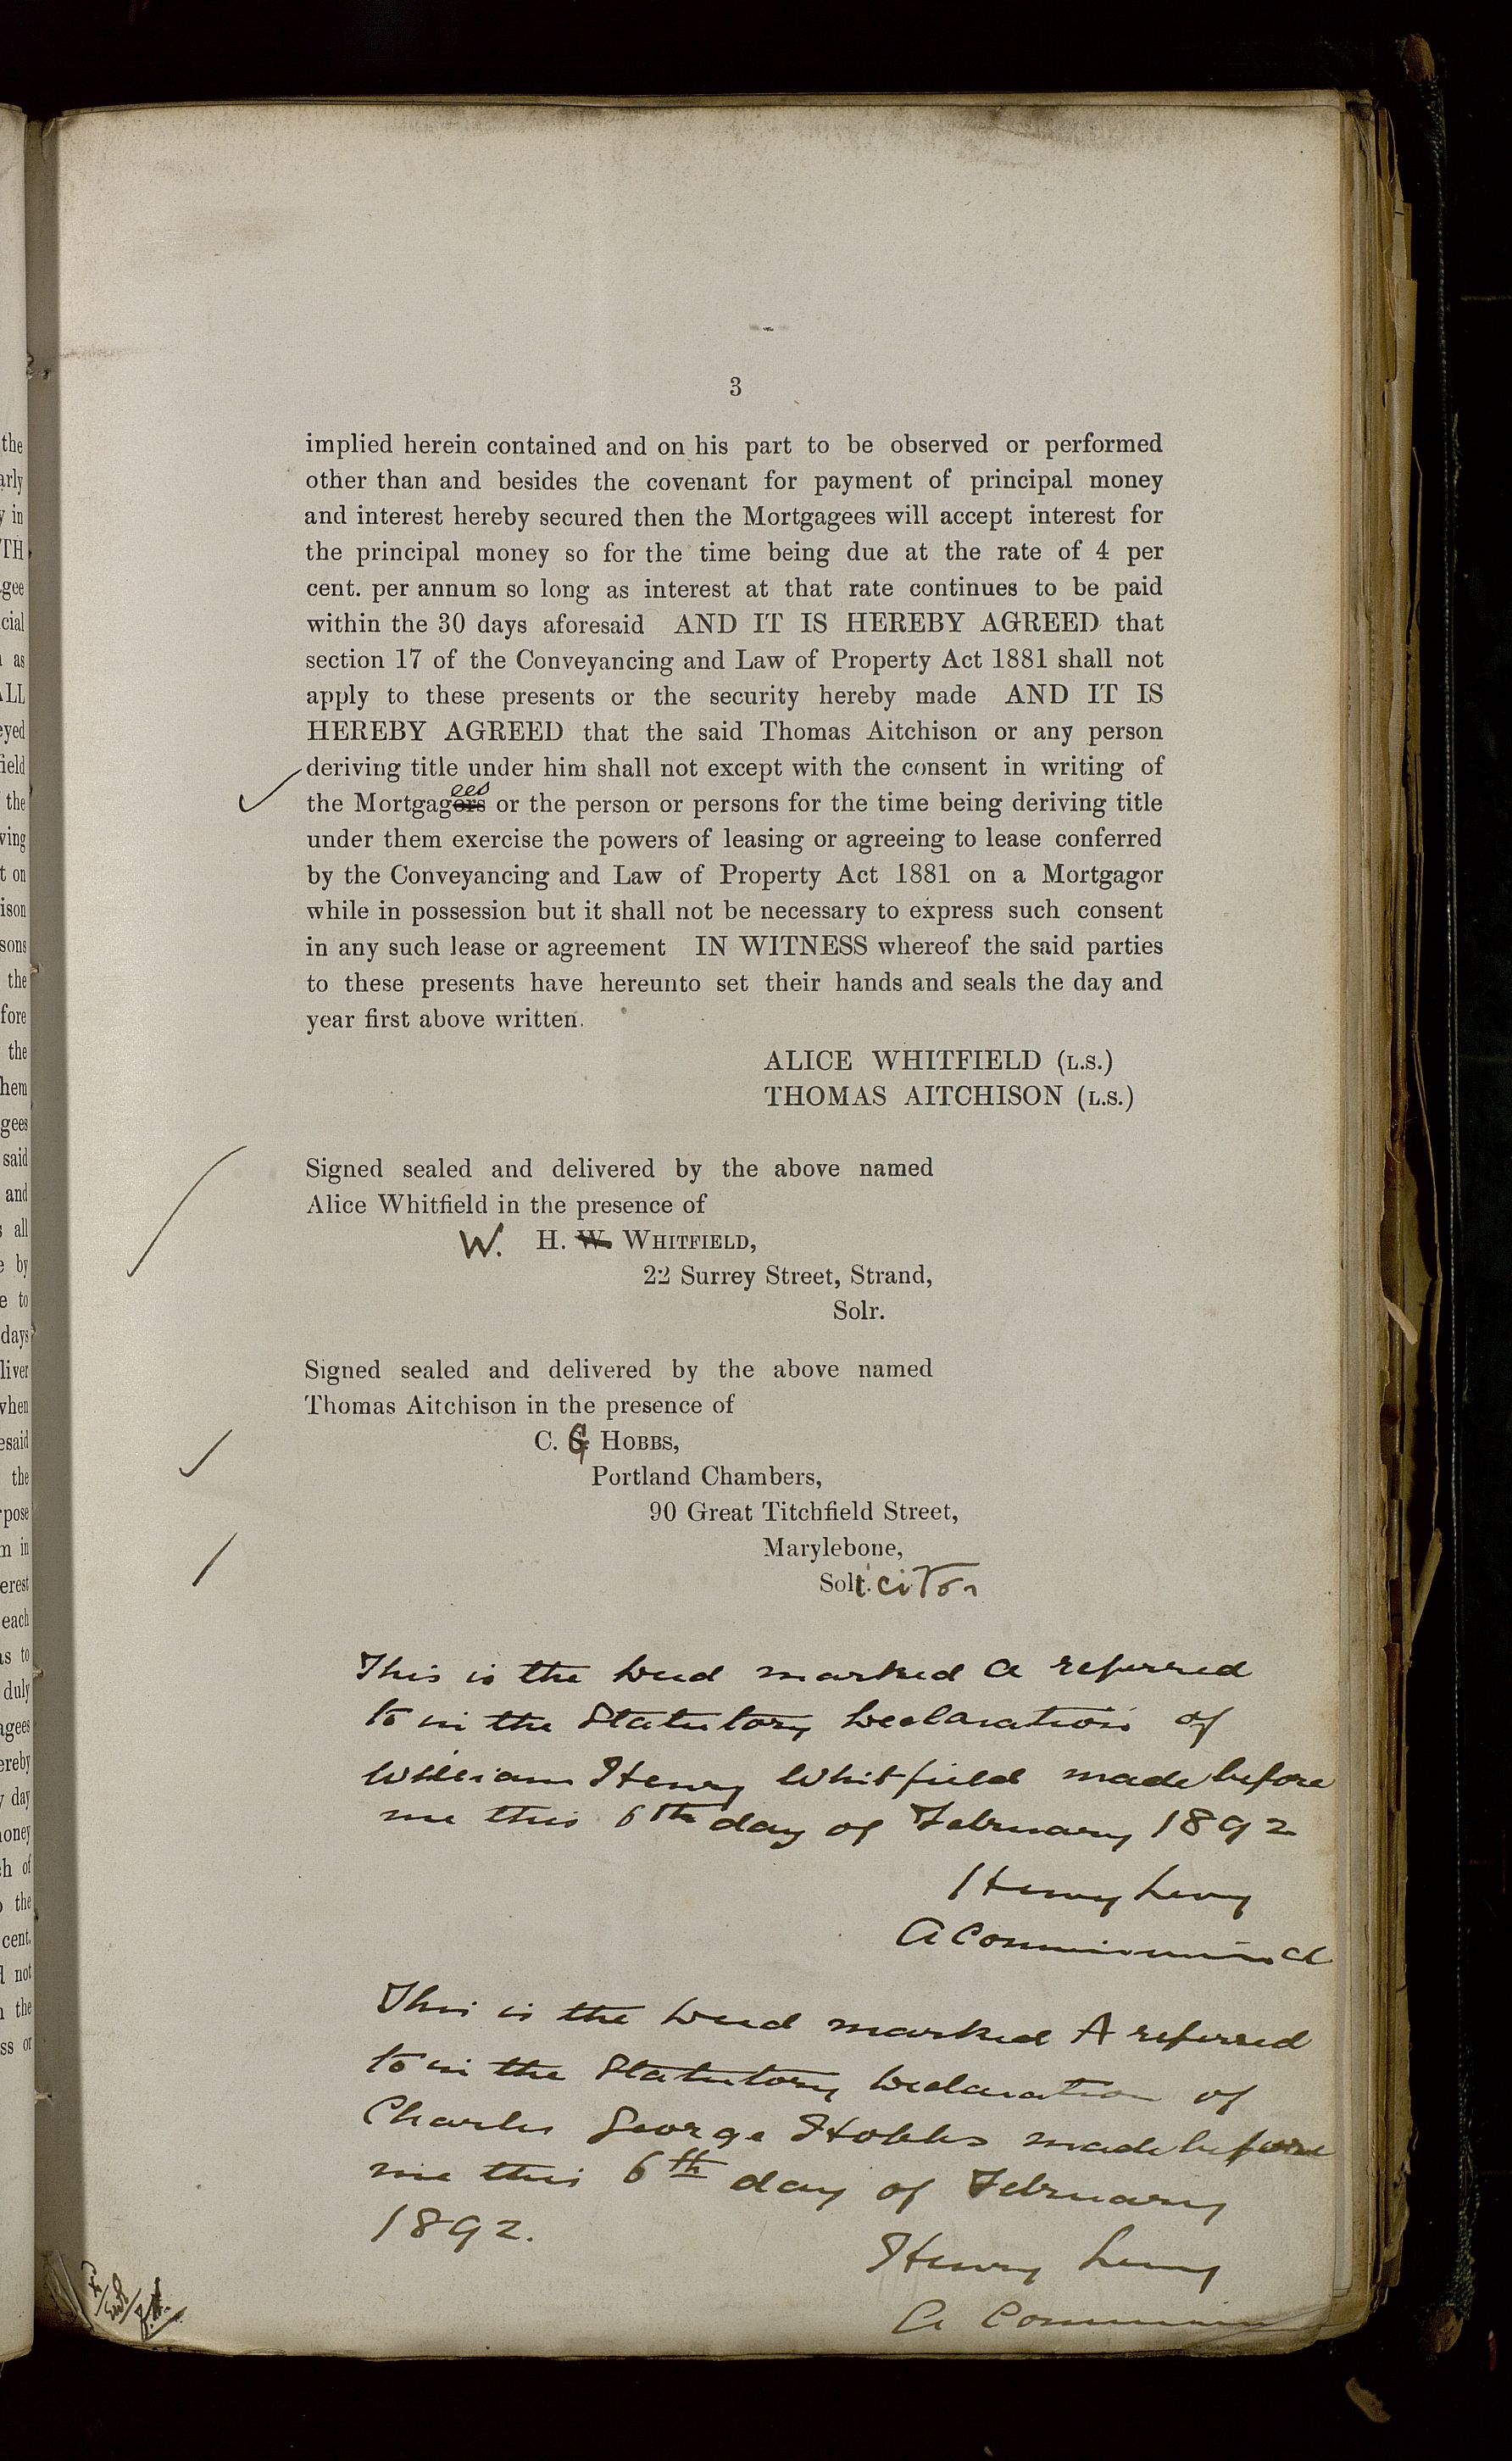 3
implied herein contained and on his part to be observed or performed
other than and besides the covenant for payment of principal money
and interest hereby secured then the Mortgagees will accept interest for
the principal money so for the time being due at the rate of 4 per
cent. per annum so long as interest at that rate continues to be paid
within the 30 days aforesaid AND IT IS HEREBY AGREED that
section 17 of the Conveyancing and Law of Property Act 1881 shall not
apply to these presents or the security hereby made AND IT IS
HEREBY AGREED that the said Thomas Aitchison or any person
deriving title under him shall not except with the consent in writing of
the Mortgagees or the person or persons for the time being deriving title
under them exercise the powers of leasing or agreeing to lease conferred
by the Conveyancing and Law of Property Act 1881 on a Mortgagor
while in possession but it shall not be necessary to express such consent
in any such lease or agreement IN WITNESS whereof the said parties
to these presents have hereunto set their hands and seals the day and
year first above written.
ALICE WHITFIELD (L.S.)
THOMAS AITCHISON (L.S.)
Signed sealed and delivered by the above named
Alice Whitfield in the presence of
W. H. W. WHITFIELD,
22 Surrey Street, Strand,
Solr.
Signed sealed and delivered by the above named
Thomas Aitchison in the presence of
C. G HOBBS,
Portland Chambers,
90 Great Titchfield Street,
Marylebone,
Solicitor
This is the Deed marked A referred
to in the Statutory Declaration of
William Henry Whitfield made before
me this 6th day of February 1892
Henry Levy
A Commissioner &c
This is the Deed marked A referred
to in the Statutory Declaration of
Charles George Hobbs made before
me this 6th day of February
1892.
Henry Levy
A Commissioner